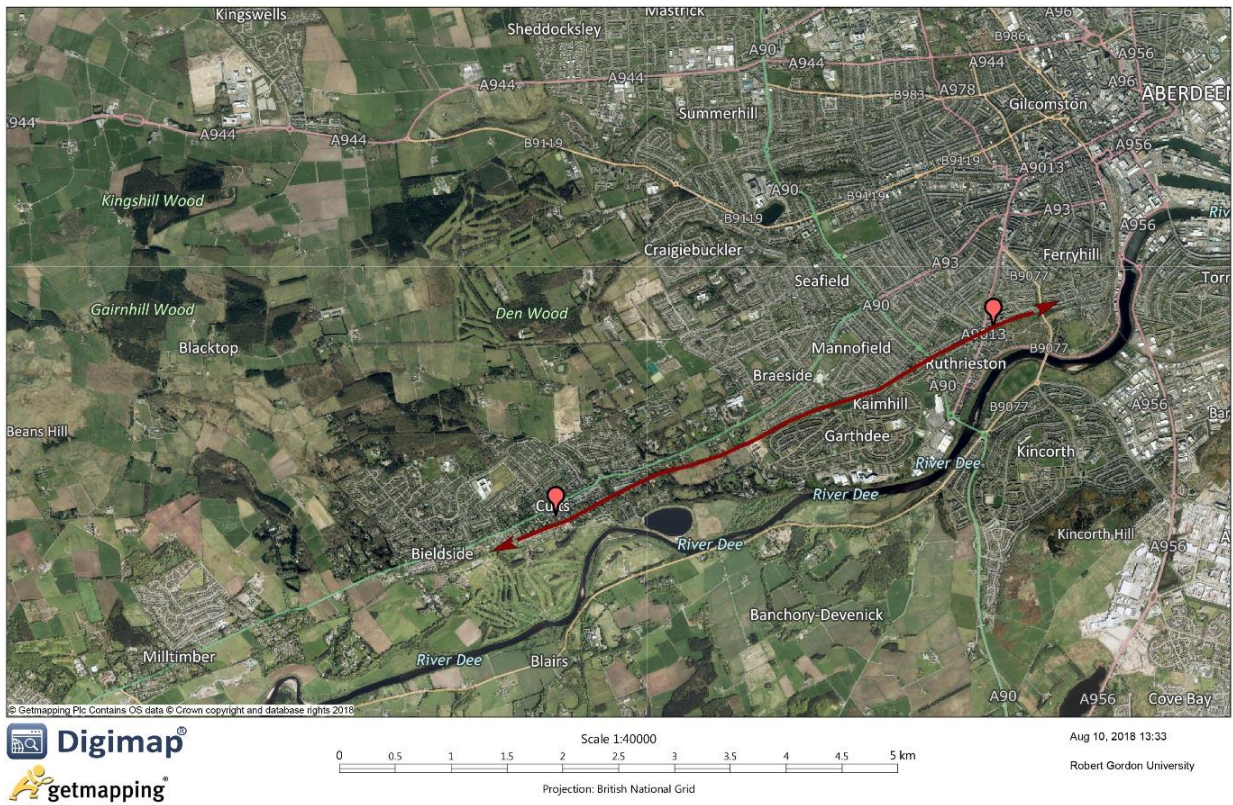 Kingswells
Sheddocksley
Mastrick
A96
B986
A90
A956
A944
A944
A944
A944
A96
B983
A978
Gilcomston
ABERDEEN
Summerhill
A944
A944
A944
B9119
A956
B9119
A9013
A90
B9119
Kingshill Wood
B9119
A93
A956
Craigiebuckler
A93
Ferryhill
B9077
Seafield
Gairnhill Wood
Den Wood
A90
Blacktop
A9013
Mannofield
B9077
Ruthrieston
Braeside
A90
Kaimhill
B9077
A956
Beans Hill
Garthdee
Kincorth
River Dee
Cults
River Dee
Kincorth Hill
River Dee
A956
Bieldside
Banchory-Devenick
Milltimber
River Dee
Blairs
A90
A956
Cove Bay
© Getmapping Plc Contains OS data © Crown copyright and database rights 2018
Digimap®
getmapping®
Scale 1:40000
0 0.5 1 1.5 2 2.5 3 3.5 4 4.5 5 km
Projection: British National Grid
Aug 10, 2018 13:33
Robert Gordon University